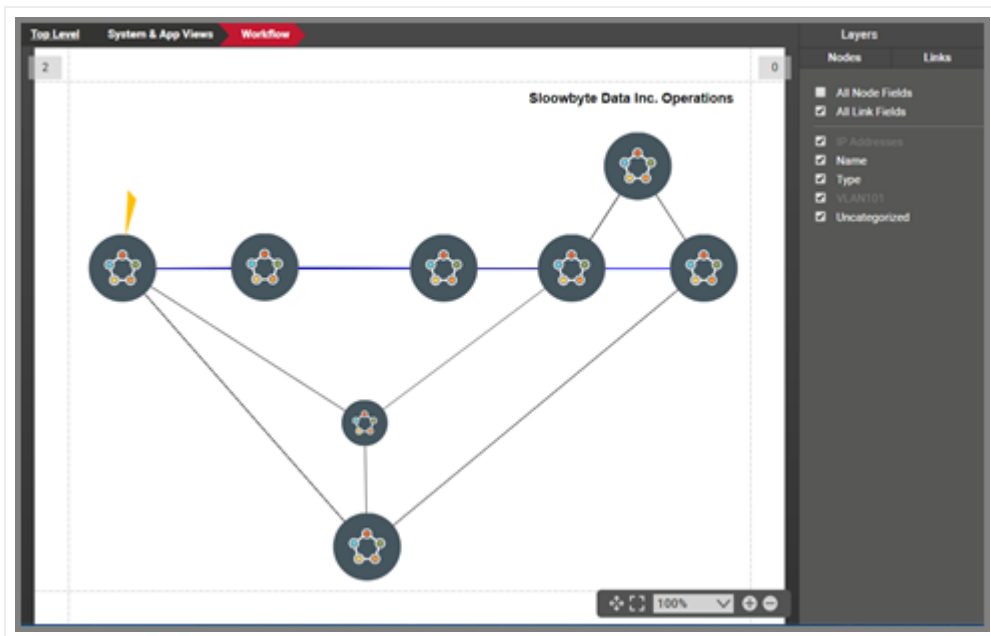 Top Level System & App Views Workflow Layers
Nodes Links
2 0
Sloowbyte Data Inc. Operations
All Node Fields
All Link Fields
IP Addresses
Name
Type
VLAN101
Uncategorized
100%